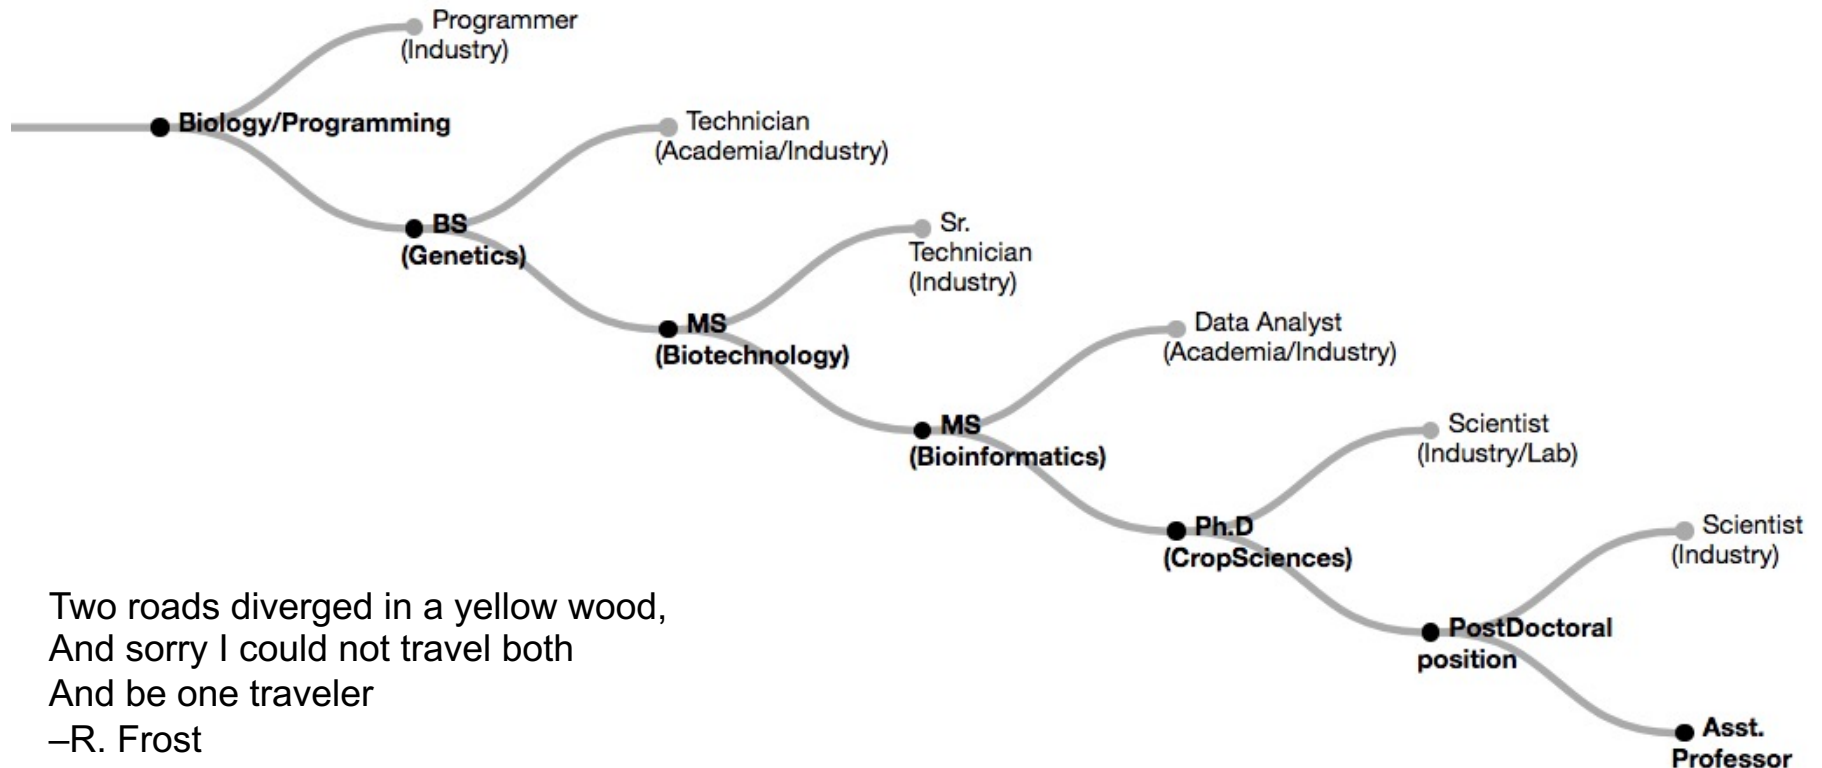 Programmer
(Industry)
Biology/Programming
Technician
(Academia/Industry)
BS
(Genetics)
Sr.
Technician
(Industry)
MS
(Biotechnology)
Data Analyst
(Academia/Industry)
MS
(Bioinformatics)
Scientist
(Industry/Lab)
Ph.D
(CropSciences)
Scientist
(Industry)
PostDoctoral
position
Asst.
Professor
Two roads diverged in a yellow wood,
And sorry I could not travel both
And be one traveler
–R. Frost